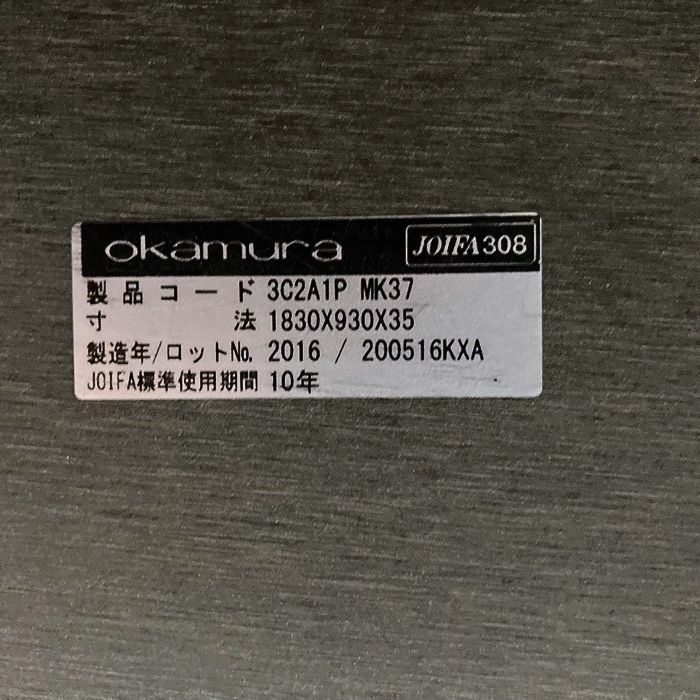 okamura JOIFA308
製品コード 3C2A1P MK37
寸法 1830X930X35
製造年/ロットNo. 2016 / 200516KXA
JOIFA標準使用期間 10年